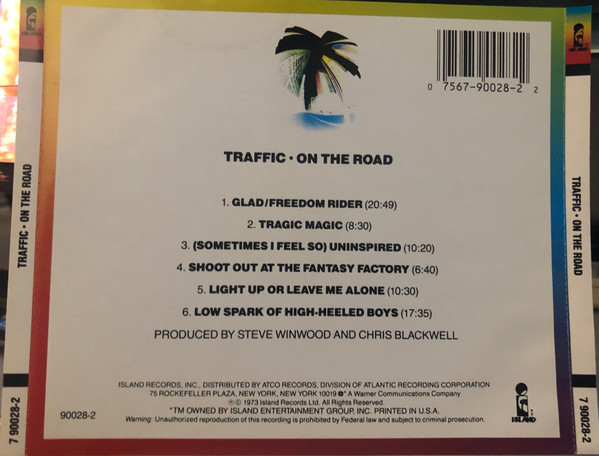 ISLAND
0 7567-90028-2 2
TRAFFIC • ON THE ROAD
1. GLAD/FREEDOM RIDER (20:49)
2. TRAGIC MAGIC (8:30)
3. (SOMETIMES I FEEL SO) UNINSPIRED (10:20)
4. SHOOT OUT AT THE FANTASY FACTORY (6:40)
5. LIGHT UP OR LEAVE ME ALONE (10:30)
6. LOW SPARK OF HIGH-HEELED BOYS (17:35)
PRODUCED BY STEVE WINWOOD AND CHRIS BLACKWELL
ISLAND RECORDS, INC., DISTRIBUTED BY ATCO RECORDS, DIVISION OF ATLANTIC RECORDING CORPORATION
75 ROCKEFELLER PLAZA, NEW YORK, NEW YORK 10019 ●* A Warner Communications Company
℗ © 1973 Island Records Ltd. All Rights Reserved.
*TM OWNED BY ISLAND ENTERTAINMENT GROUP, INC. PRINTED IN U.S.A.
Warning: Unauthorized reproduction of this recording is prohibited by Federal law and subject to criminal prosecution.
90028-2
ISLAND
TRAFFIC • ON THE ROAD
7 90028-2
ISLAND
TRAFFIC • ON THE ROAD
7 90028-2